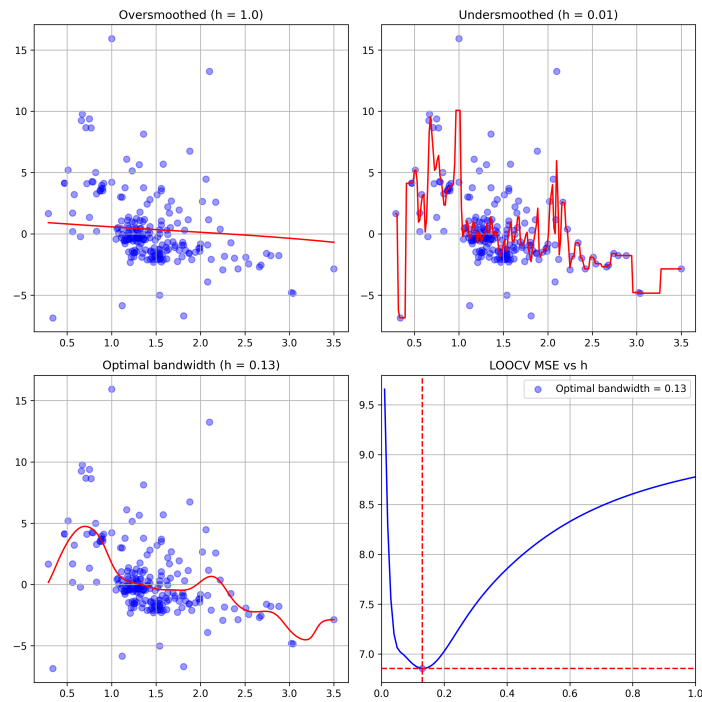 Oversmoothed (h = 1.0)
15
10
5
0
−5
0.5 1.0 1.5 2.0 2.5 3.0 3.5
Undersmoothed (h = 0.01)
15
10
5
0
−5
0.5 1.0 1.5 2.0 2.5 3.0 3.5
Optimal bandwidth (h = 0.13)
15
10
5
0
−5
0.5 1.0 1.5 2.0 2.5 3.0 3.5
LOOCV MSE vs h
Optimal bandwidth = 0.13
9.5
9.0
8.5
8.0
7.5
7.0
0.0 0.2 0.4 0.6 0.8 1.0